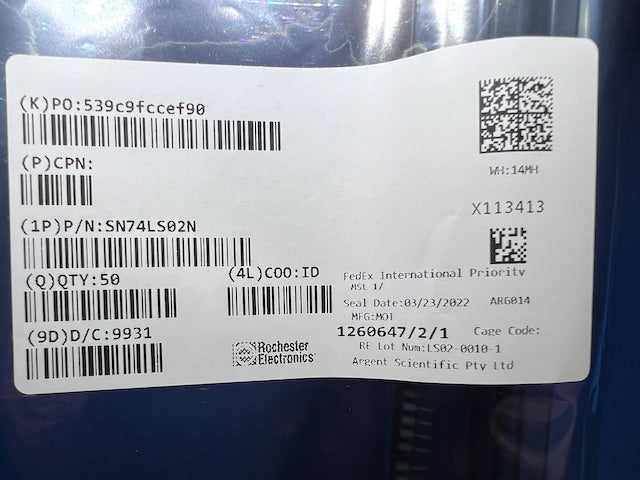 (K)PO:539c9fccef90
(P)CPN:
WH:14MH
X113413
(1P)P/N:SN74LS02N
(Q)QTY:50
(4L)COO:ID
FedEx International Priority
MSL 1/
Seal Date:03/23/2022
ARG014
MFG:MOT
(9D)D/C:9931
1260647/2/1
Cage Code:
Rochester
Electronics
RE Lot Num:LS02-0010-1
Argent Scientific Pty Ltd